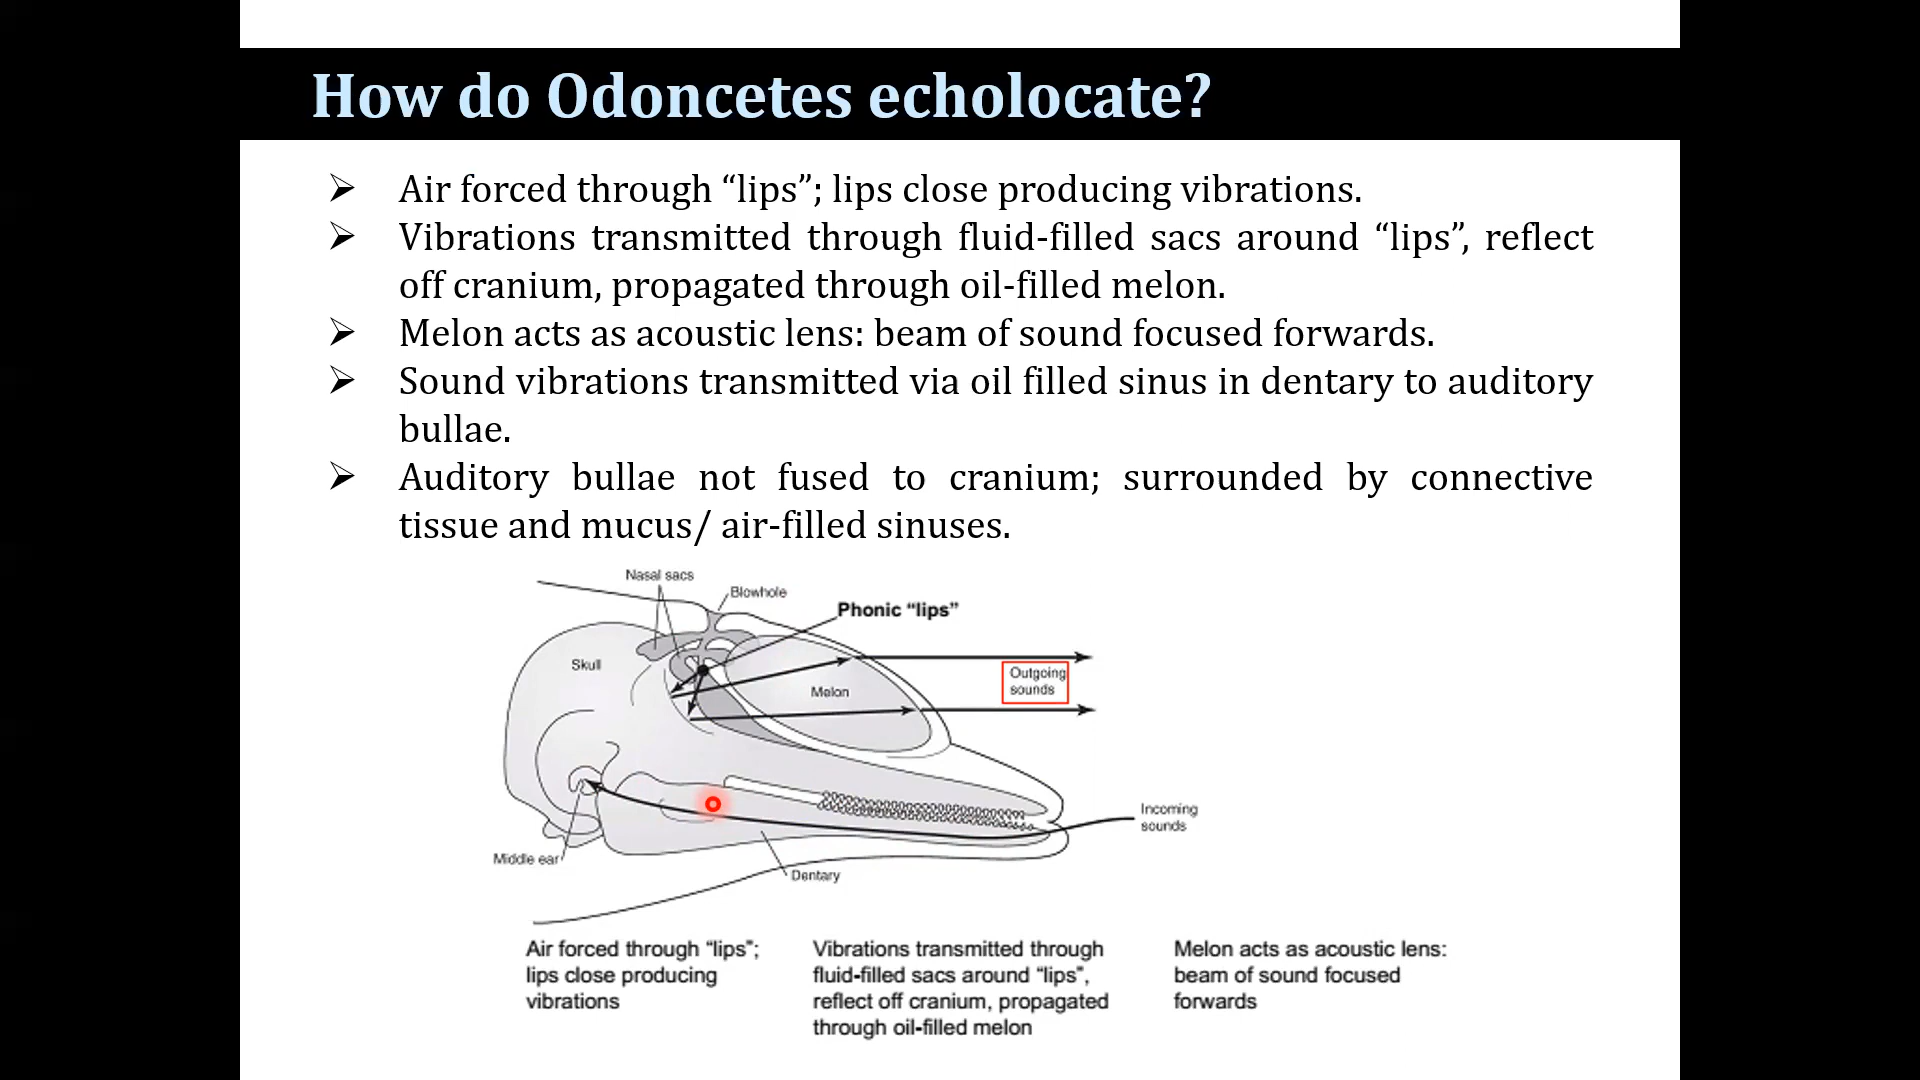 How do Odoncetes echolocate?
➢ Air forced through “lips”; lips close producing vibrations.
➢ Vibrations transmitted through fluid-filled sacs around “lips”, reflect
off cranium, propagated through oil-filled melon.
➢ Melon acts as acoustic lens: beam of sound focused forwards.
➢ Sound vibrations transmitted via oil filled sinus in dentary to auditory
bullae.
➢ Auditory bullae not fused to cranium; surrounded by connective
tissue and mucus/ air-filled sinuses.
Nasal sacs
Blowhole
Phonic “lips”
Skull
Melon
Outgoing
sounds
Incoming
sounds
Middle ear
Dentary
Air forced through “lips”;
lips close producing
vibrations
Vibrations transmitted through
fluid-filled sacs around “lips”,
reflect off cranium, propagated
through oil-filled melon
Melon acts as acoustic lens:
beam of sound focused
forwards